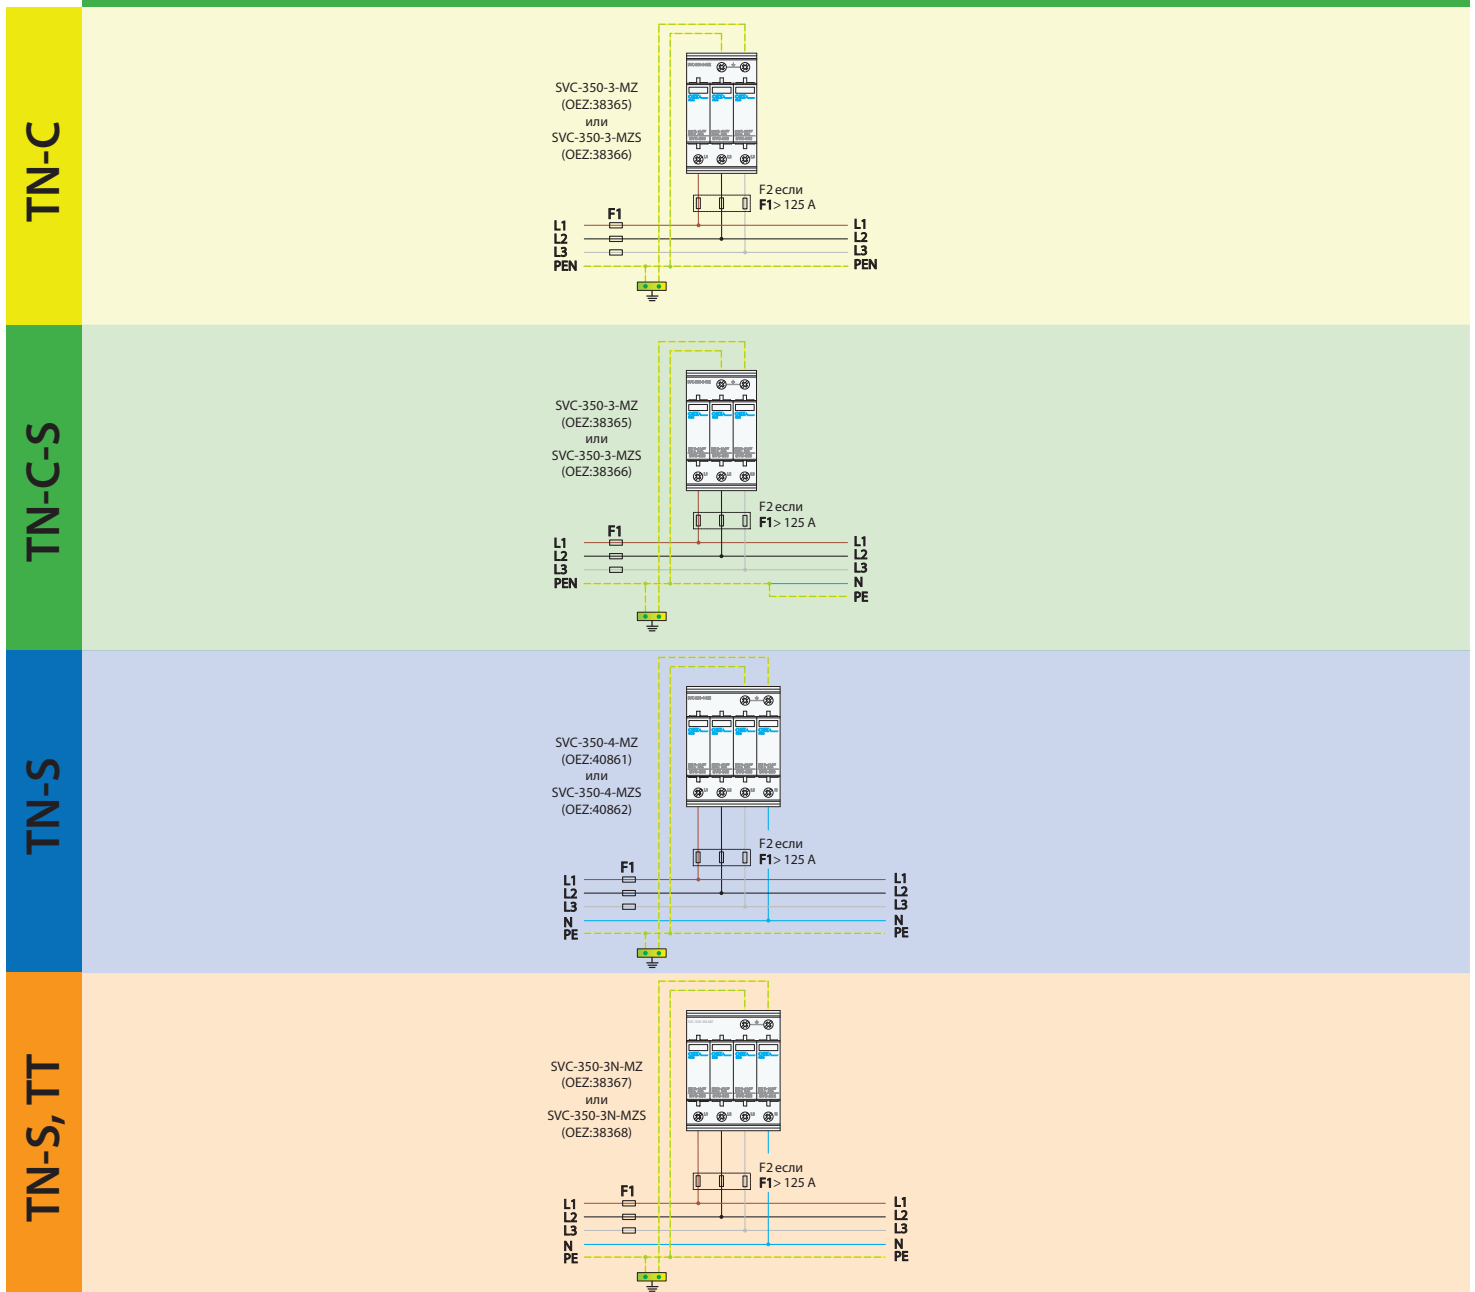 TN-C
SVC-350-3-MZ
(OEZ:38365)
или
SVC-350-3-MZS
(OEZ:38366)
F2 если
F1> 125 A
F1
L1
L2
L3
PEN
L1
L2
L3
PEN
TN-C-S
SVC-350-3-MZ
(OEZ:38365)
или
SVC-350-3-MZS
(OEZ:38366)
F2 если
F1> 125 A
F1
L1
L2
L3
PEN
L1
L2
L3
N
PE
TN-S
SVC-350-4-MZ
(OEZ:40861)
или
SVC-350-4-MZS
(OEZ:40862)
F2 если
F1> 125 A
F1
L1
L2
L3
N
PE
L1
L2
L3
N
PE
TN-S, TT
SVC-350-3N-MZ
(OEZ:38367)
или
SVC-350-3N-MZS
(OEZ:38368)
F2 если
F1> 125 A
F1
L1
L2
L3
N
PE
L1
L2
L3
N
PE